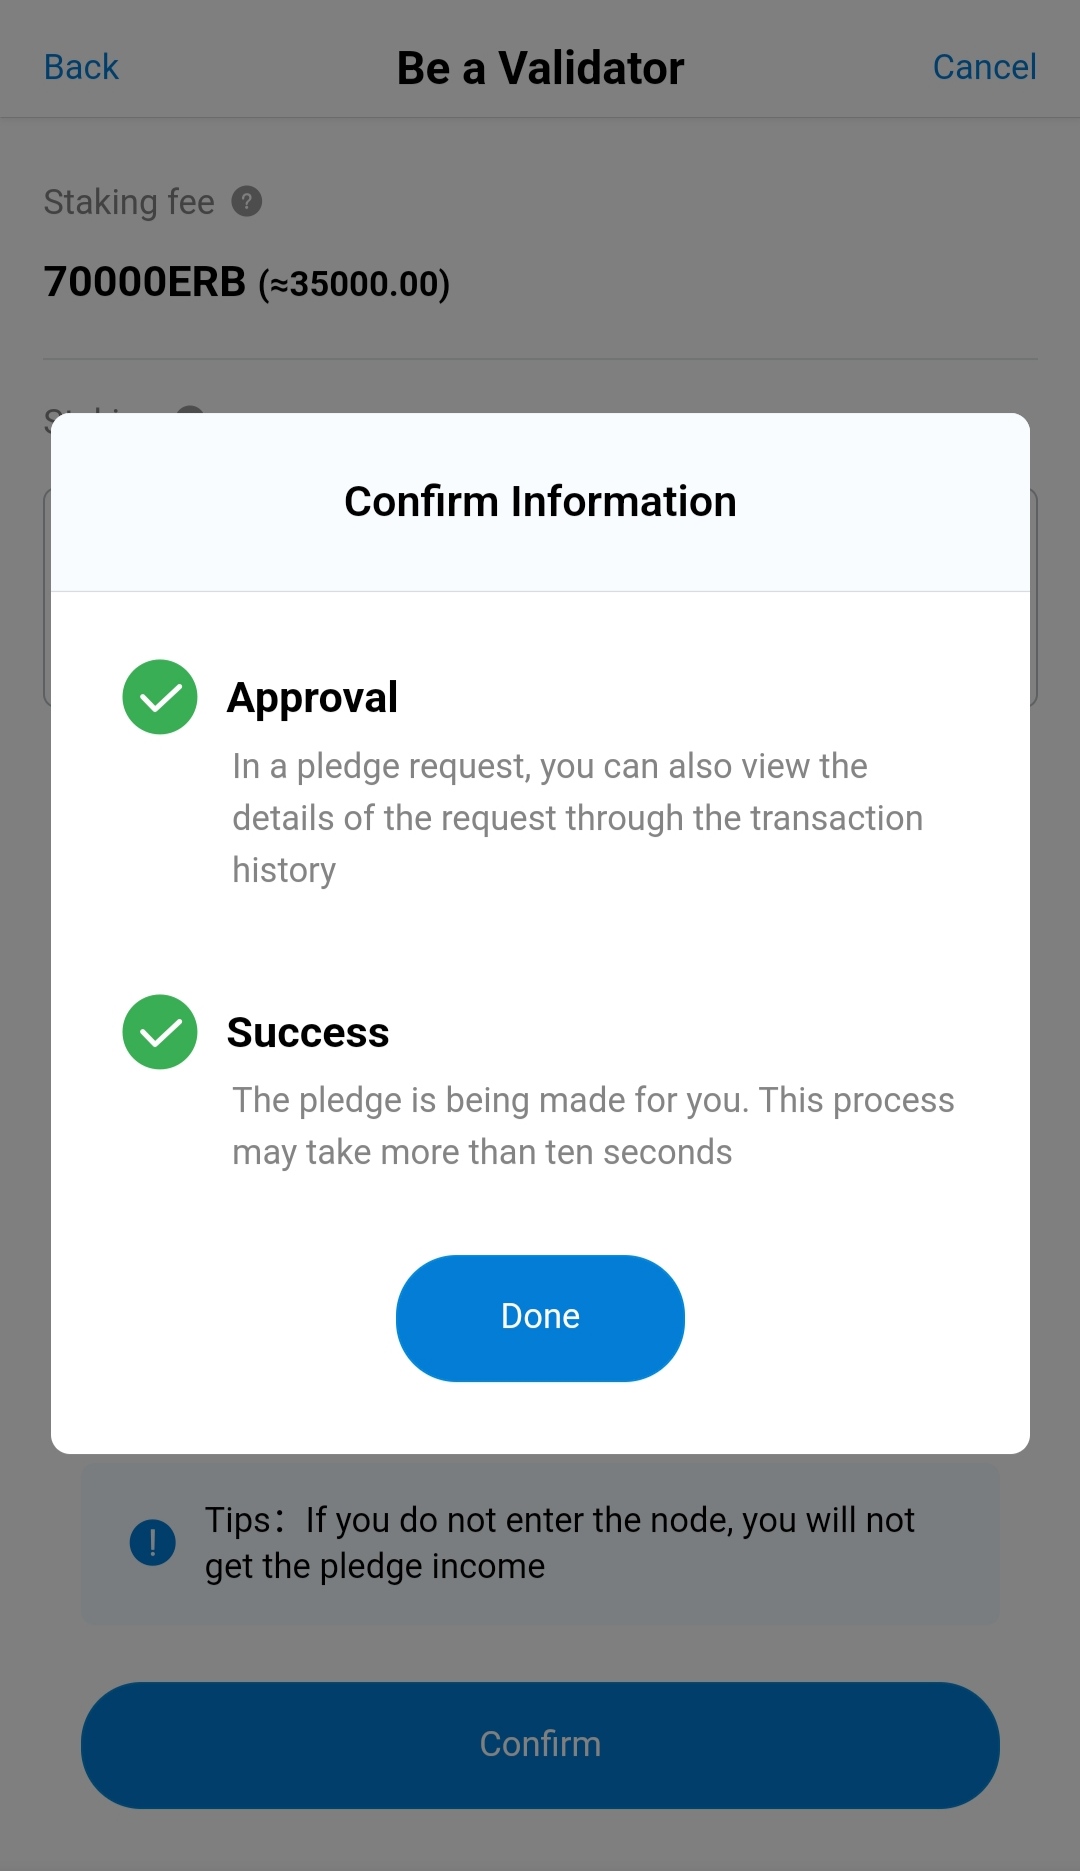 Back
Be a Validator
Cancel
Staking fee ?
70000ERB (≈35000.00)
Confirm Information
Approval
In a pledge request, you can also view the
details of the request through the transaction
history
Success
The pledge is being made for you. This process
may take more than ten seconds
Done
Tips：If you do not enter the node, you will not
get the pledge income
Confirm